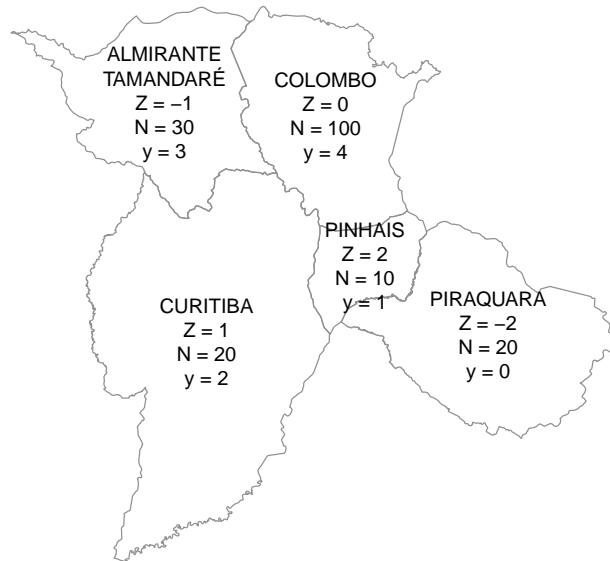 ALMIRANTE
TAMANDARÉ
Z = −1
N = 30
y = 3
COLOMBO
Z = 0
N = 100
y = 4
PINHAIS
Z = 2
N = 10
y = 1
CURITIBA
Z = 1
N = 20
y = 2
PIRAQUARA
Z = −2
N = 20
y = 0